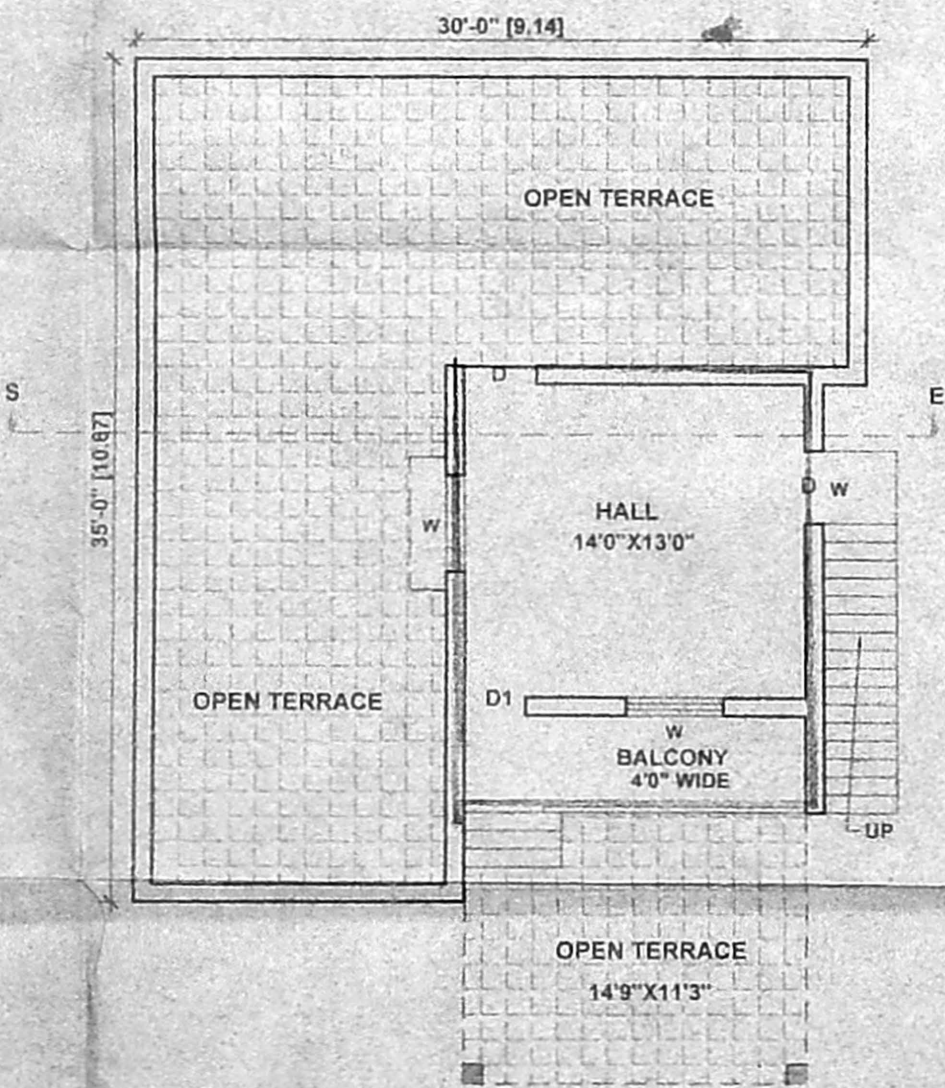 30'-0" [9.14]
OPEN TERRACE
S
E
D
35'-0" [10.67]
HALL
14'0"X13'0"
W
D W
OPEN TERRACE
D1
W
BALCONY
4'0" WIDE
UP
OPEN TERRACE
14'9"X11'3"